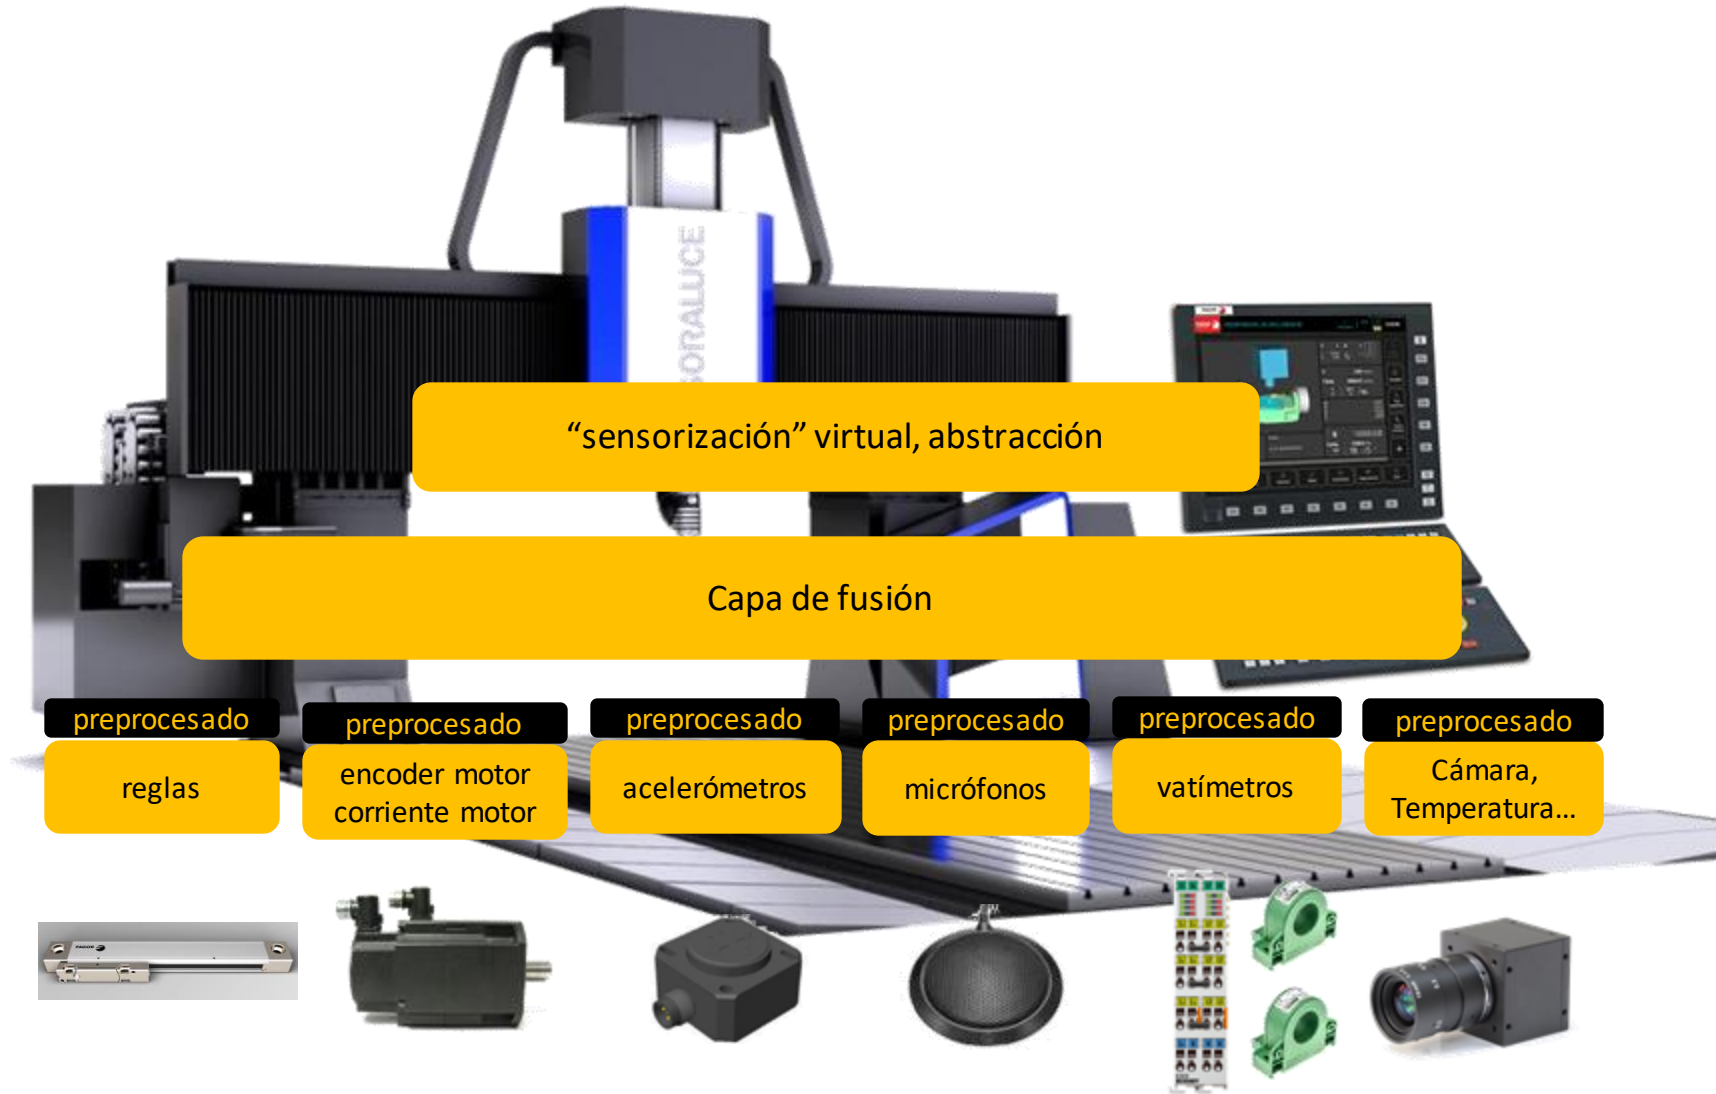 SORALUCE
“sensorización” virtual, abstracción
Capa de fusión
preprocesado
preprocesado
preprocesado
preprocesado
preprocesado
preprocesado
reglas
encoder motor
corriente motor
acelerómetros
micrófonos
vatímetros
Cámara,
Temperatura...
FAGOR